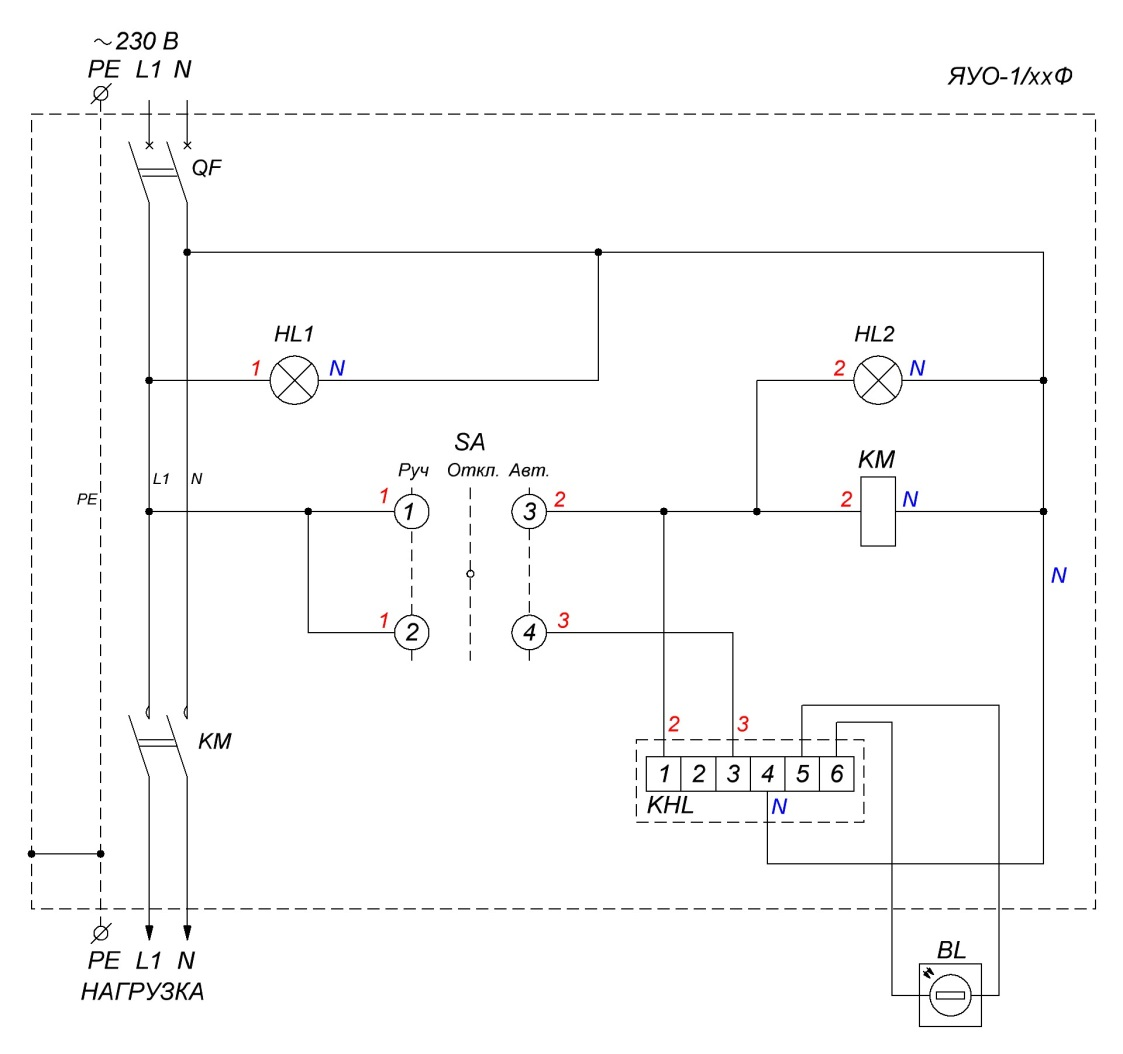 ~230 В
PE L1 N
ЯУО-1/ххФ
QF
HL1
HL2
1
N
2
N
SA
KM
Руч
Откл.
Авт.
L1
N
PE
1
1
3
2
2
N
N
1
2
4
3
2
3
KM
1 2 3 4 5 6
KHL
N
PE L1 N
НАГРУЗКА
BL